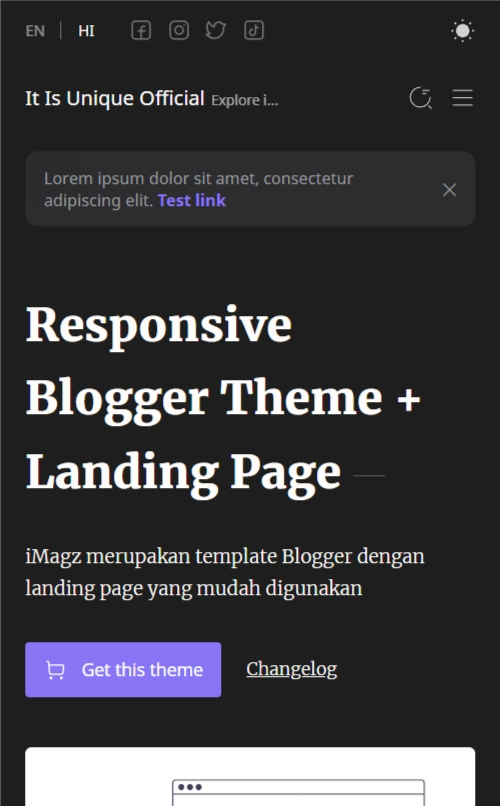 EN | HI
It Is Unique Official Explore i...
Lorem ipsum dolor sit amet, consectetur
adipiscing elit. Test link
Responsive
Blogger Theme +
Landing Page —
iMagz merupakan template Blogger dengan
landing page yang mudah digunakan
Get this theme Changelog